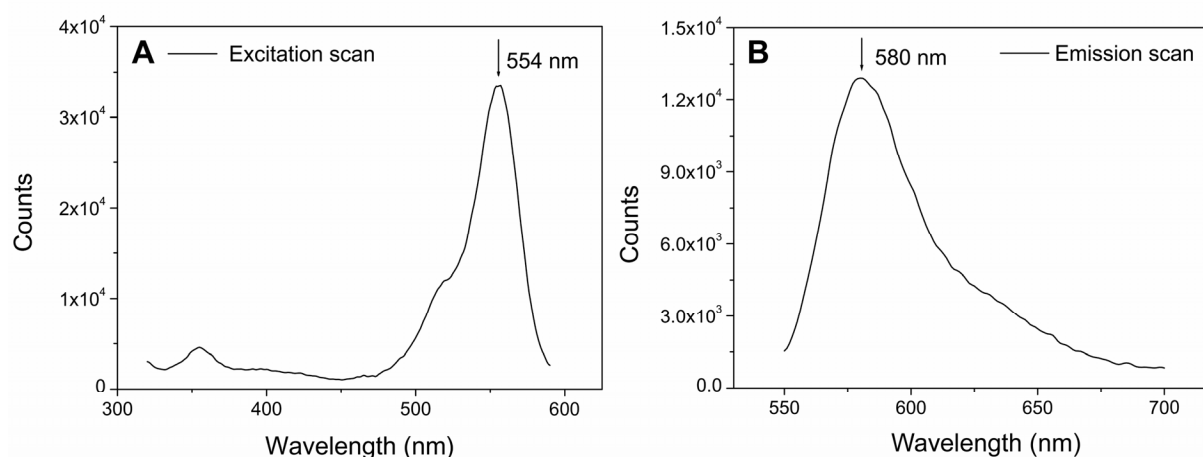 A
Excitation scan
554 nm
4x10⁴
3x10⁴
2x10⁴
1x10⁴
0
Counts
300
400
500
600
Wavelength (nm)
B
580 nm
Emission scan
1.5x10⁴
1.2x10⁴
9.0x10³
6.0x10³
3.0x10³
0.0
Counts
550
600
650
700
Wavelength (nm)